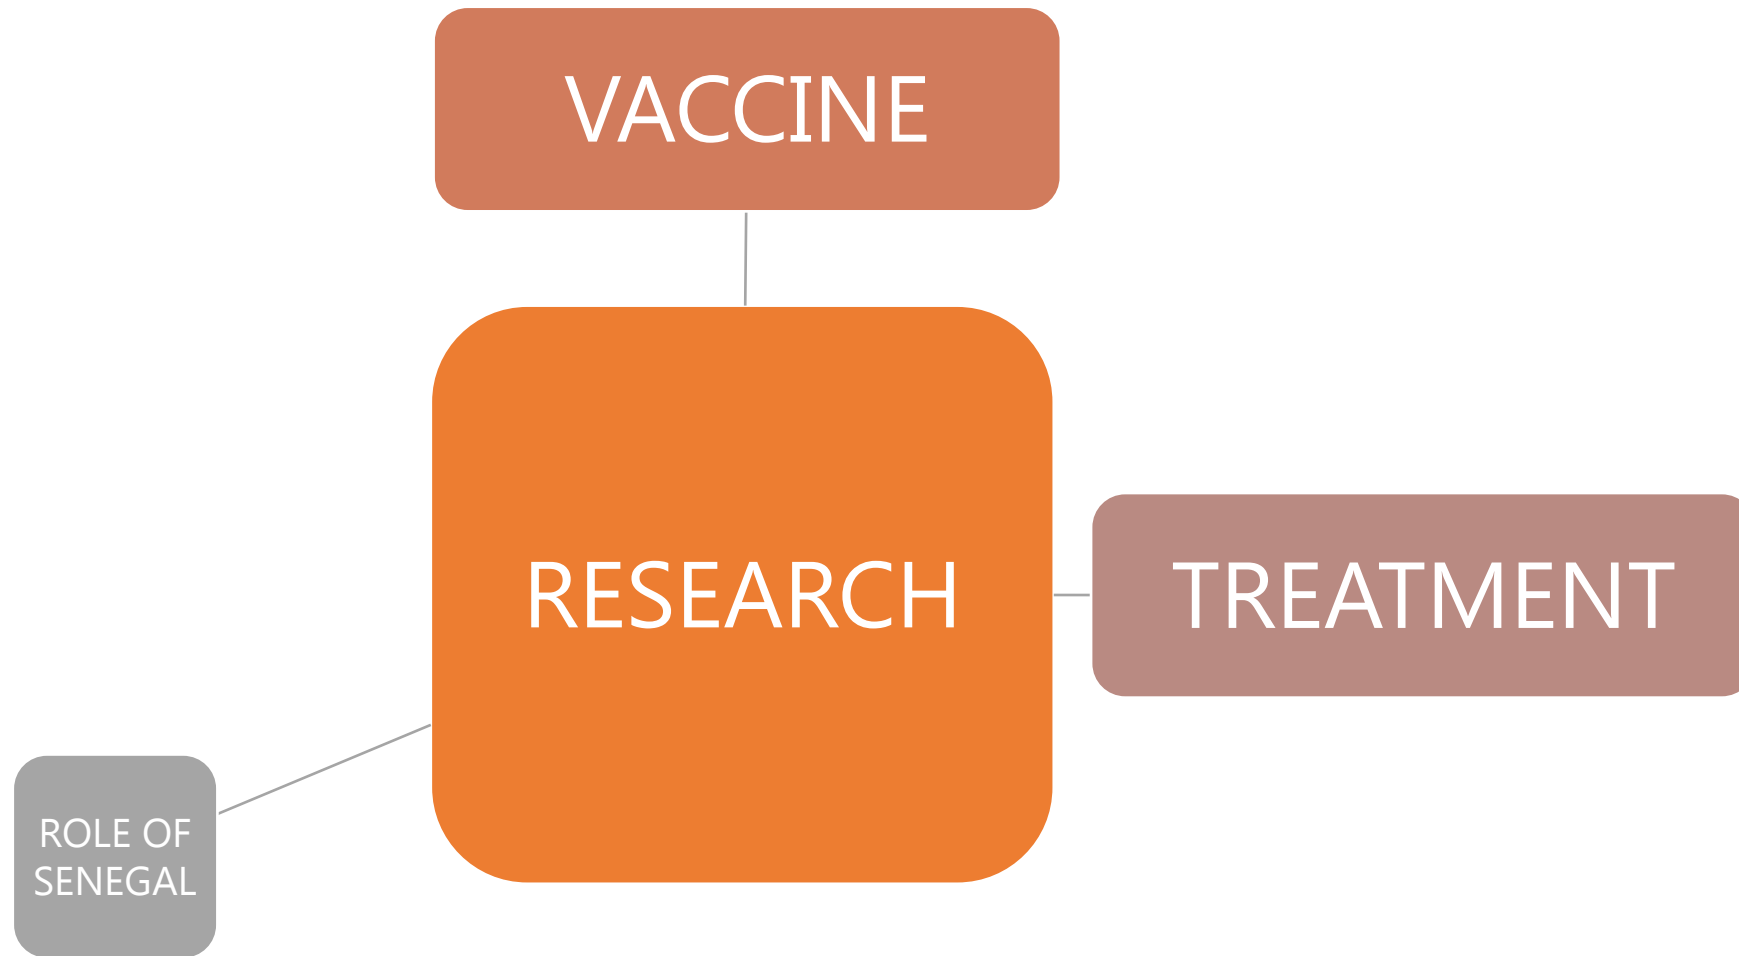 VACCINE
RESEARCH
TREATMENT
ROLE OF
SENEGAL